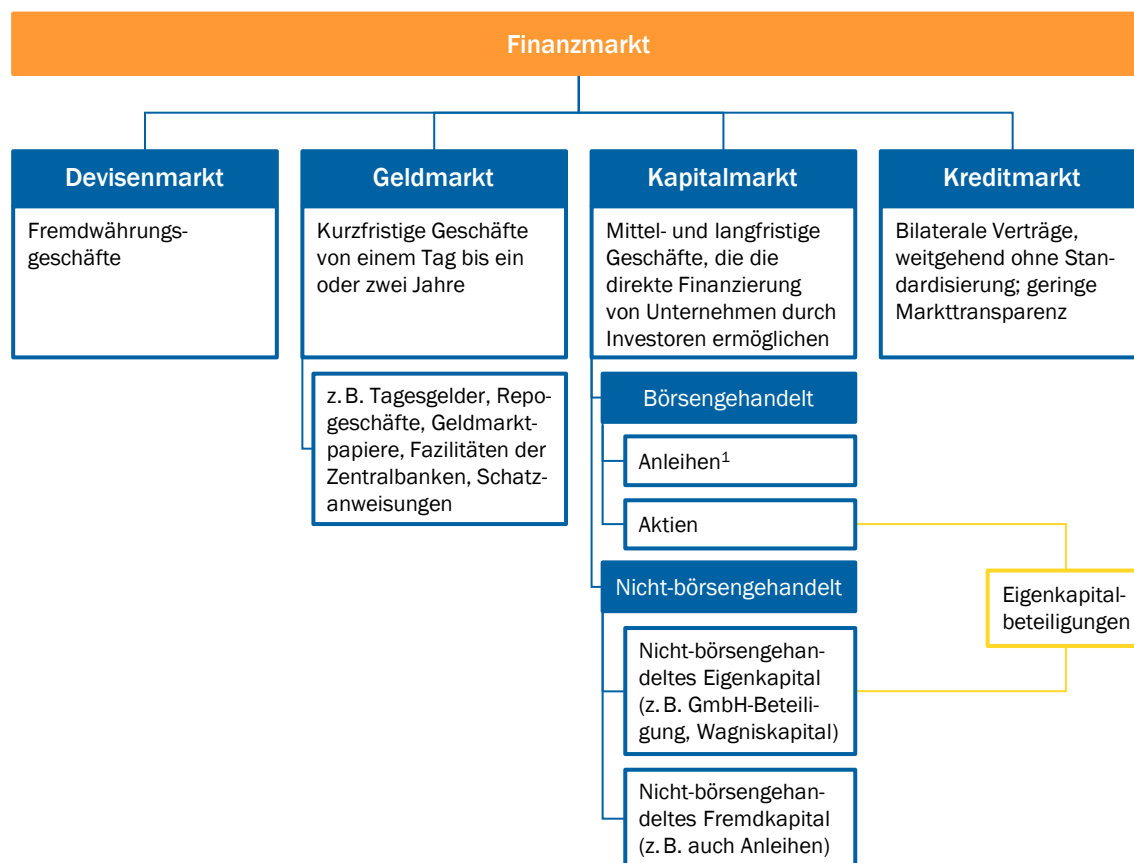 Finanzmarkt
Devisenmarkt
Fremdwährungs-
geschäfte
Geldmarkt
Kurzfristige Geschäfte
von einem Tag bis ein
oder zwei Jahre
z. B. Tagesgelder, Repo-
geschäfte, Geldmarkt-
papiere, Fazilitäten der
Zentralbanken, Schatz-
anweisungen
Kapitalmarkt
Mittel- und langfristige
Geschäfte, die die
direkte Finanzierung
von Unternehmen durch
Investoren ermöglichen
Börsengehandelt
Anleihen¹
Aktien
Nicht-börsengehandelt
Nicht-börsengehan-
deltes Eigenkapital
(z. B. GmbH-Beteili-
gung, Wagniskapital)
Nicht-börsengehan-
deltes Fremdkapital
(z. B. auch Anleihen)
Kreditmarkt
Bilaterale Verträge,
weitgehend ohne Stan-
dardisierung; geringe
Markttransparenz
Eigenkapital-
beteiligungen